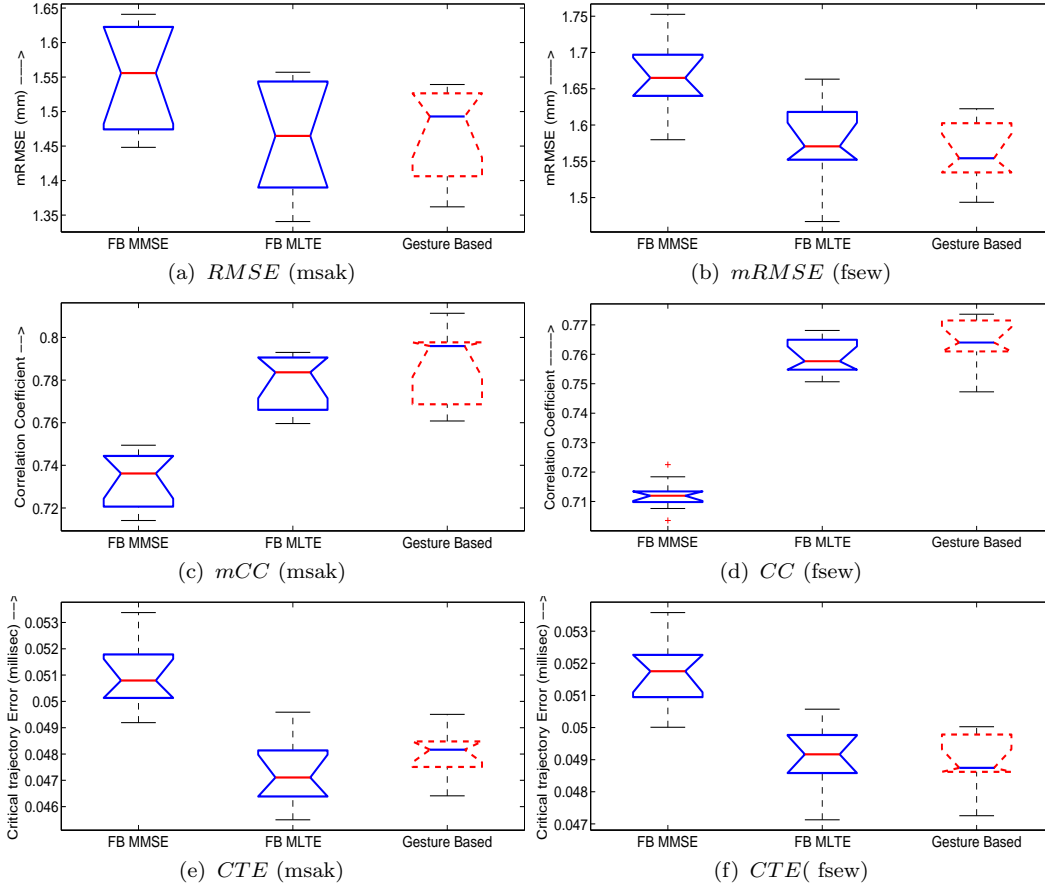 1.65
1.6
1.55
1.5
1.45
1.4
1.35
mRMSE (mm) ---->
FB MMSE FB MLTE Gesture Based
(a) RMSE (msak)
1.75
1.7
1.65
1.6
1.55
1.5
mRMSE (mm) ---->
FB MMSE FB MLTE Gesture Based
(b) mRMSE (fsew)
0.8
0.78
0.76
0.74
0.72
Correlation Coefficient --->
FB MMSE FB MLTE Gesture Based
(c) mCC (msak)
0.77
0.76
0.75
0.74
0.73
0.72
0.71
Correlation Coefficient ----->
FB MMSE FB MLTE Gesture Based
(d) CC (fsew)
0.053
0.052
0.051
0.05
0.049
0.048
0.047
0.046
Critical trajectory Error (millisec) --->
FB MMSE FB MLTE Gesture Based
(e) CTE (msak)
0.053
0.052
0.051
0.05
0.049
0.048
0.047
Critical trajectory Error (millisec) --->
FB MMSE FB MLTE Gesture Based
(f) CTE( fsew)